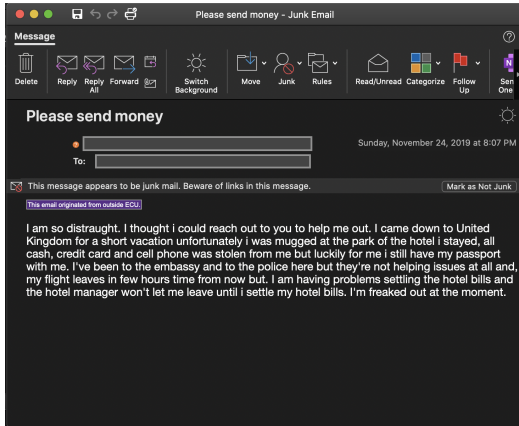 Please send money - Junk Email
Message
Delete
Reply
Reply All
Forward
Switch Background
Move
Junk
Rules
Read/Unread
Categorize
Follow Up
N
Please send money
Sunday, November 24, 2019 at 8:07 PM
To:
This message appears to be junk mail. Beware of links in this message.
Mark as Not Junk
This email originated from outside ECU.
I am so distraught. I thought i could reach out to you to help me out. I came down to United
Kingdom for a short vacation unfortunately i was mugged at the park of the hotel i stayed, all
cash, credit card and cell phone was stolen from me but luckily for me i still have my passport
with me. I've been to the embassy and to the police here but they're not helping issues at all and,
my flight leaves in few hours time from now but. I am having problems settling the hotel bills and
the hotel manager won't let me leave until i settle my hotel bills. I'm freaked out at the moment.